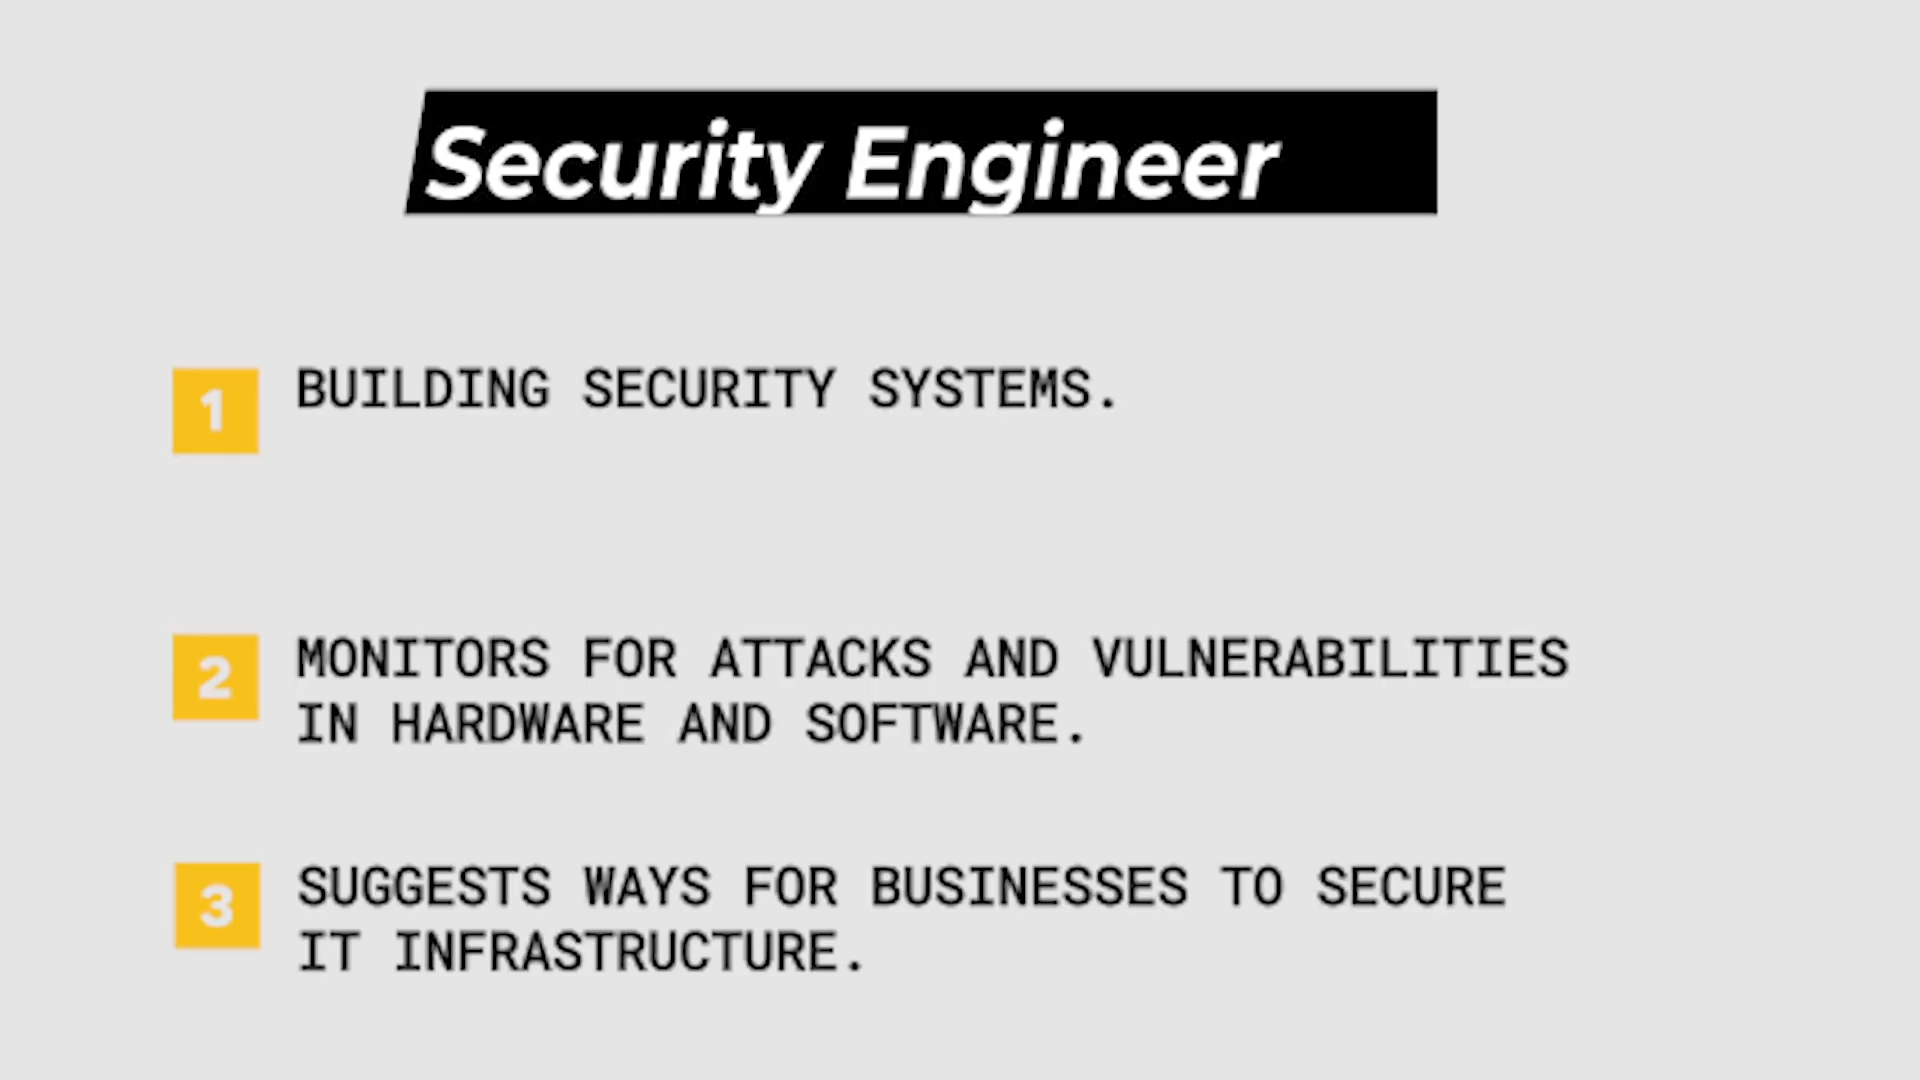 Security Engineer
1 BUILDING SECURITY SYSTEMS.
2 MONITORS FOR ATTACKS AND VULNERABILITIES
IN HARDWARE AND SOFTWARE.
3 SUGGESTS WAYS FOR BUSINESSES TO SECURE
IT INFRASTRUCTURE.